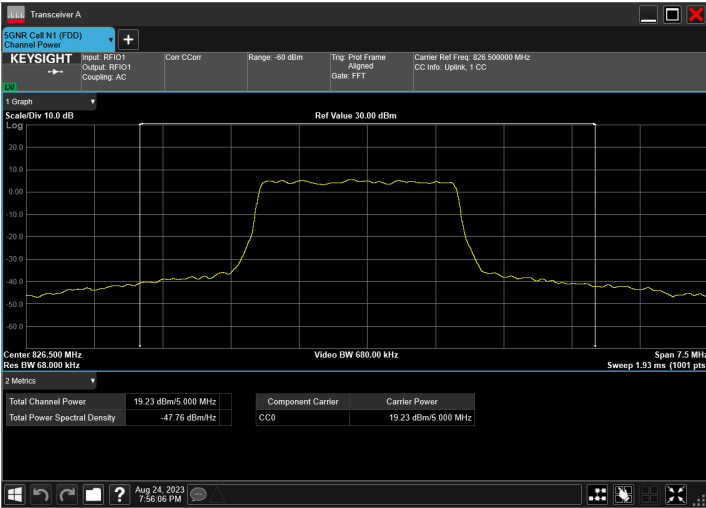 Transceiver A
5GNR Cell N1 (FDD)
Channel Power
KEYSIGHT
LXI
Input: RFIO1
Output: RFIO1
Coupling: AC
Corr CCorr
Range: -60 dBm
Trig: Prot Frame
Aligned
Gate: FFT
Carrier Ref Freq: 826.500000 MHz
CC Info: Uplink, 1 CC
1 Graph
Scale/Div 10.0 dB
Ref Value 30.00 dBm
Log
20.0
10.0
0.00
-10.0
-20.0
-30.0
-40.0
-50.0
-60.0
Center 826.500 MHz
Video BW 680.00 kHz
Span 7.5 MHz
Res BW 68.000 kHz
Sweep 1.93 ms (1001 pts
2 Metrics
Total Channel Power 19.23 dBm/5.000 MHz
Total Power Spectral Density -47.76 dBm/Hz
Component Carrier Carrier Power
CC0 19.23 dBm/5.000 MHz
Aug 24, 2023
7:56:06 PM